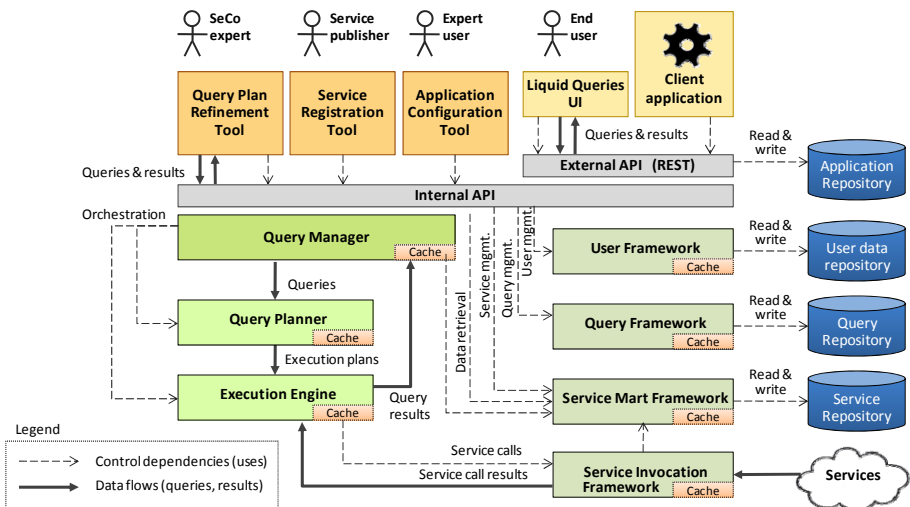 SeCo
expert
Service
publisher
Expert
user
End
user
Query Plan
Refinement
Tool
Service
Registration
Tool
Application
Configuration
Tool
Liquid Queries
UI
Client
application
Queries & results
Read &
write
External API (REST)
Application
Repository
Queries & results
Internal API
Orchestration
Query Manager
Cache
Service mgmt.
Query mgmt.
User mgmt.
Data retrieval
User Framework
Cache
Read &
write
User data
repository
Queries
Query Planner
Cache
Query Framework
Cache
Read &
write
Query
Repository
Execution plans
Execution Engine
Cache
Query
results
Service Mart Framework
Cache
Read &
write
Service
Repository
Legend
Control dependencies (uses)
Data flows (queries, results)
Service calls
Service call results
Service Invocation
Framework
Cache
Services